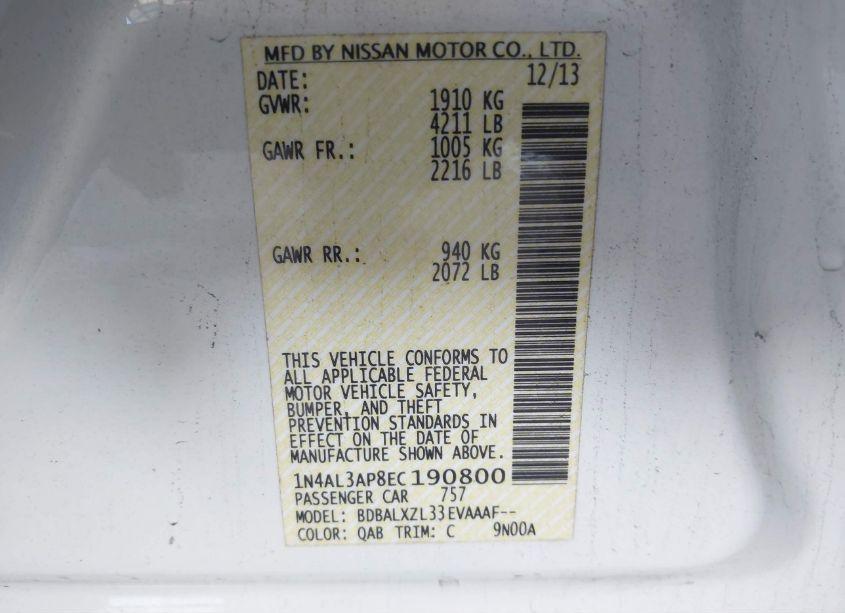 MFD BY NISSAN MOTOR CO., LTD.
DATE: 12/13
GVWR: 1910 KG
4211 LB
GAWR FR.: 1005 KG
2216 LB
GAWR RR.: 940 KG
2072 LB
THIS VEHICLE CONFORMS TO
ALL APPLICABLE FEDERAL
MOTOR VEHICLE SAFETY,
BUMPER, AND THEFT
PREVENTION STANDARDS IN
EFFECT ON THE DATE OF
MANUFACTURE SHOWN ABOVE.
1N4AL3AP8EC190800
PASSENGER CAR 757
MODEL: BDBALXZL33EVAAAF--
COLOR: QAB TRIM: C 9N00A